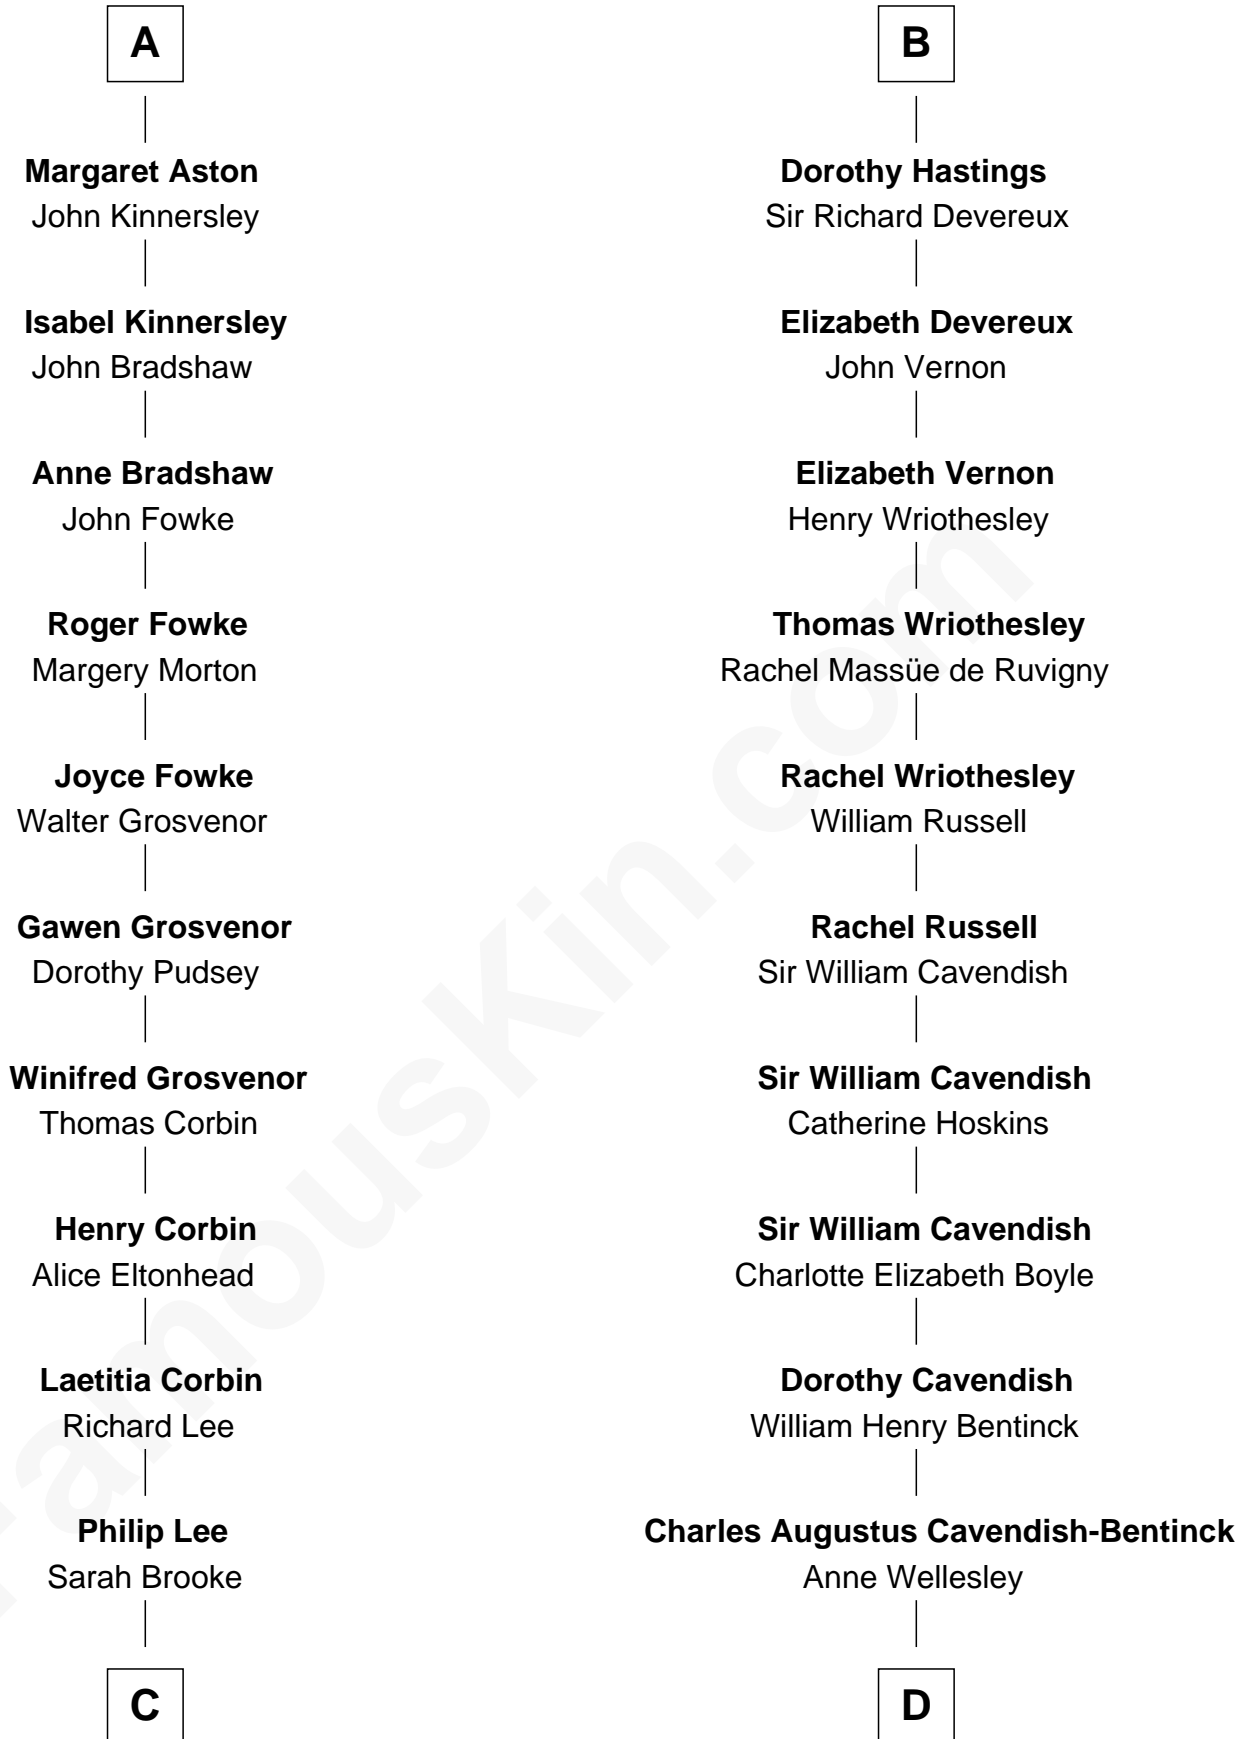 A
Margaret Aston
John Kinnersley
Isabel Kinnersley
John Bradshaw
Anne Bradshaw
John Fowke
Roger Fowke
Margery Morton
Joyce Fowke
Walter Grosvenor
Gawen Grosvenor
Dorothy Pudsey
Winifred Grosvenor
Thomas Corbin
Henry Corbin
Alice Eltonhead
Laetitia Corbin
Richard Lee
Philip Lee
Sarah Brooke
C
B
Dorothy Hastings
Sir Richard Devereux
Elizabeth Devereux
John Vernon
Elizabeth Vernon
Henry Wriothesley
Thomas Wriothesley
Rachel Massüe de Ruvigny
Rachel Wriothesley
William Russell
Rachel Russell
Sir William Cavendish
Sir William Cavendish
Catherine Hoskins
Sir William Cavendish
Charlotte Elizabeth Boyle
Dorothy Cavendish
William Henry Bentinck
Charles Augustus Cavendish-Bentinck
Anne Wellesley
D
FamousKin.com